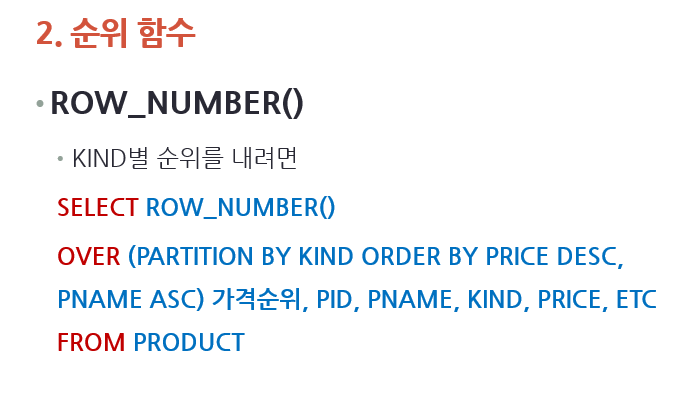 2. 순위 함수
• ROW_NUMBER()
• KIND별 순위를 내려면
SELECT ROW_NUMBER()
OVER (PARTITION BY KIND ORDER BY PRICE DESC,
PNAME ASC) 가격순위, PID, PNAME, KIND, PRICE, ETC
FROM PRODUCT